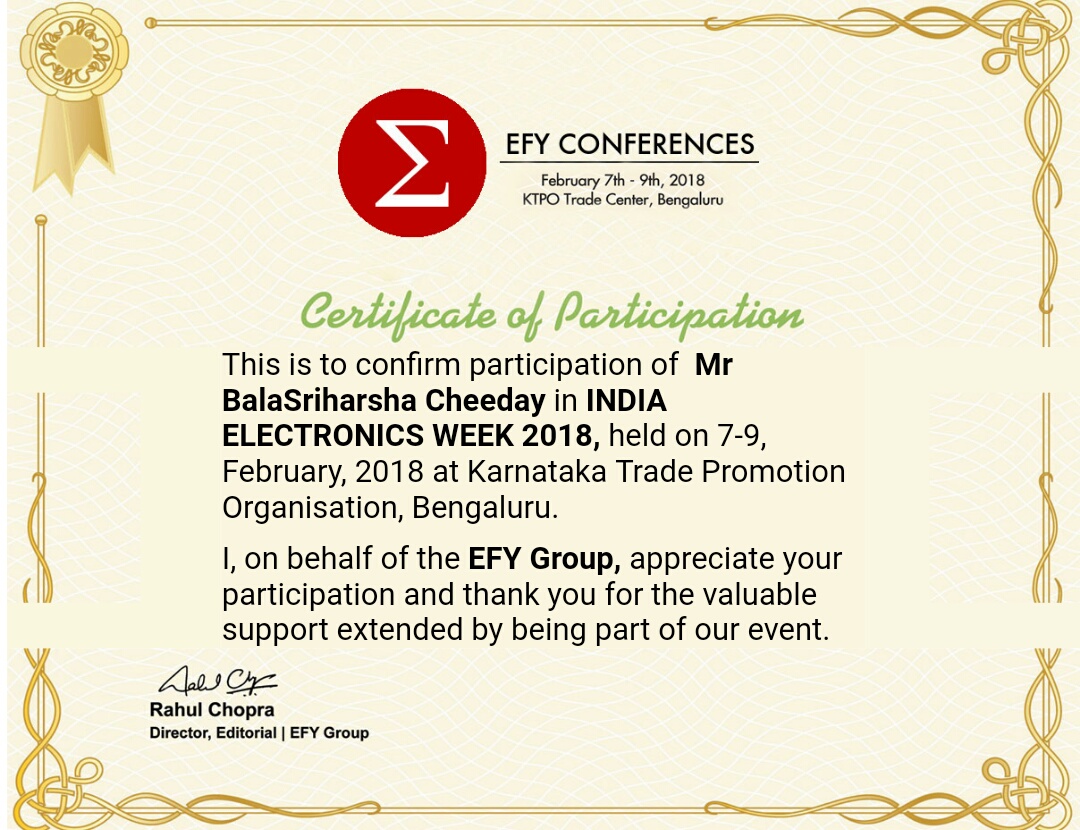 Σ
EFY CONFERENCES
February 7th - 9th, 2018
KTPO Trade Center, Bengaluru
Certificate of Participation
This is to confirm participation of Mr
BalaSriharsha Cheeday in INDIA
ELECTRONICS WEEK 2018, held on 7-9,
February, 2018 at Karnataka Trade Promotion
Organisation, Bengaluru.
I, on behalf of the EFY Group, appreciate your
participation and thank you for the valuable
support extended by being part of our event.
Rahul Chopra
Director, Editorial | EFY Group